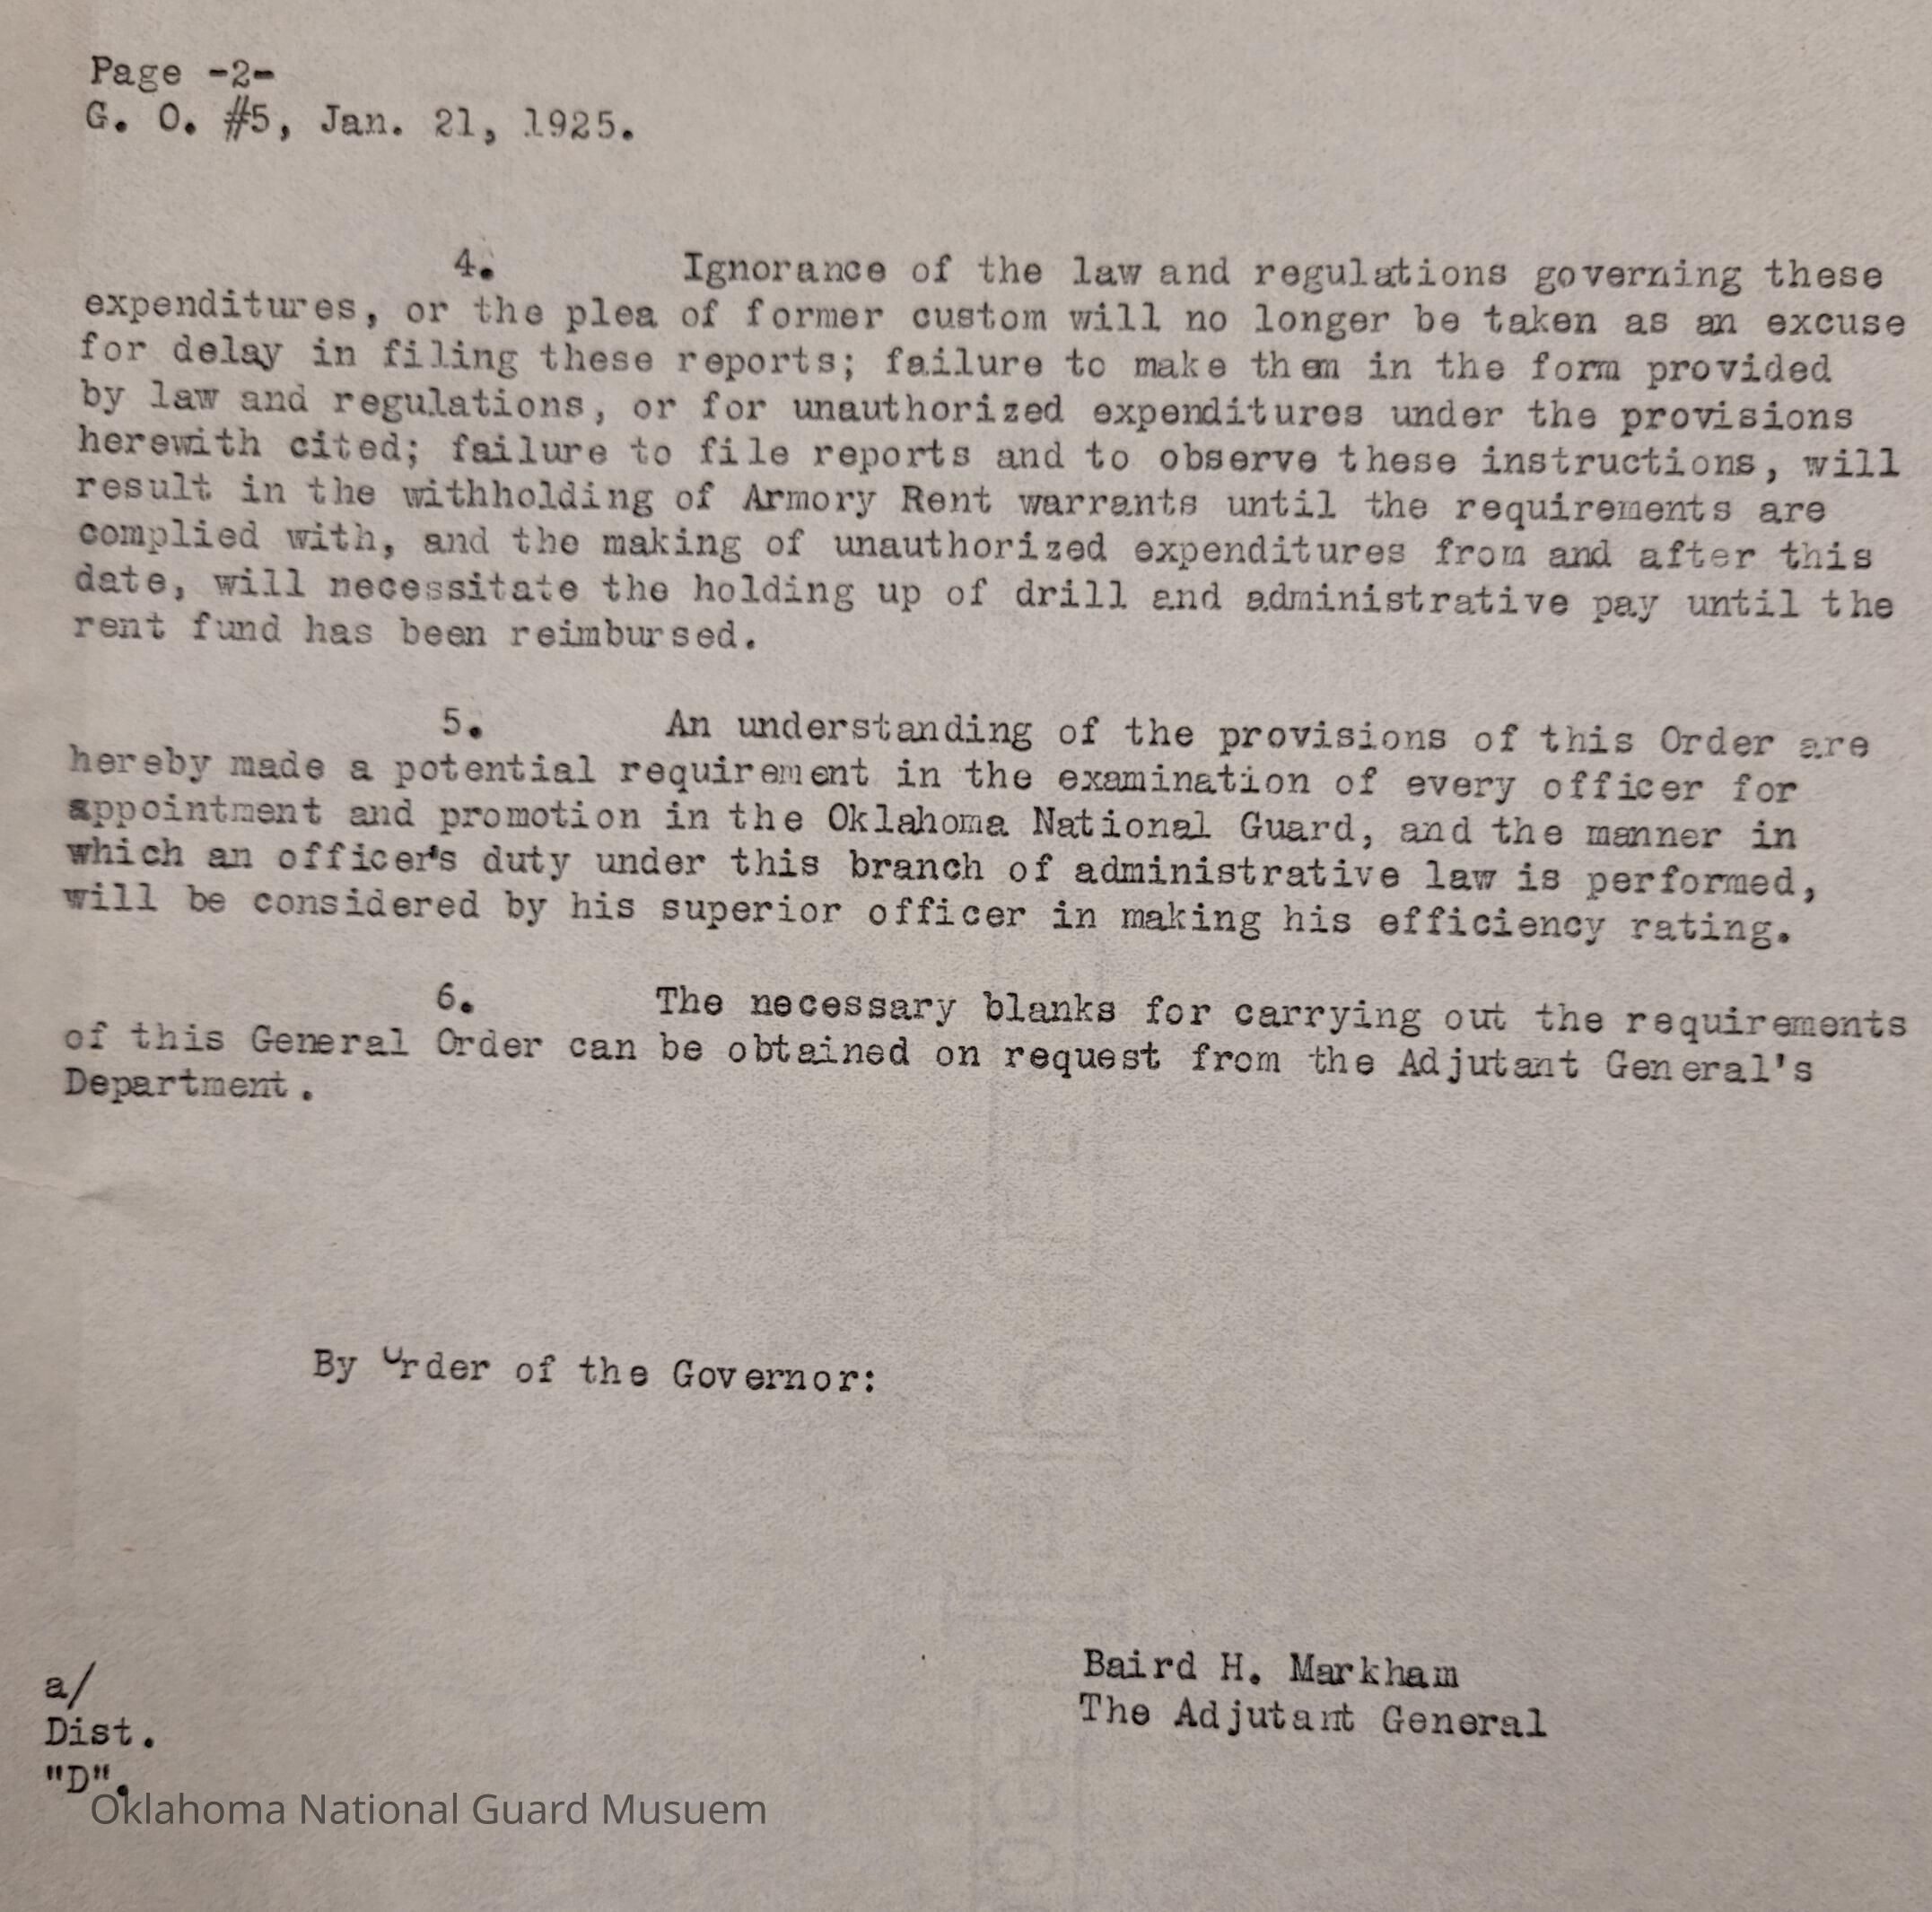 Page -2-
G. O. #5, Jan. 21, 1925.
4. Ignorance of the law and regulations governing these
expenditures, or the plea of former custom will no longer be taken as an excuse
for delay in filing these reports; failure to make them in the form provided
by law and regulations, or for unauthorized expenditures under the provisions
herewith cited; failure to file reports and to observe these instructions, will
result in the withholding of Armory Rent warrants until the requirements are
complied with, and the making of unauthorized expenditures from and after this
date, will necessitate the holding up of drill and administrative pay until the
rent fund has been reimbursed.
5. An understanding of the provisions of this Order are
hereby made a potential requirement in the examination of every officer for
appointment and promotion in the Oklahoma National Guard, and the manner in
which an officer's duty under this branch of administrative law is performed,
will be considered by his superior officer in making his efficiency rating.
6. The necessary blanks for carrying out the requirements
of this General Order can be obtained on request from the Adjutant General's
Department.
By Order of the Governor:
Baird H. Markham
The Adjutant General
a/
Dist.
"D".
Oklahoma National Guard Musuem